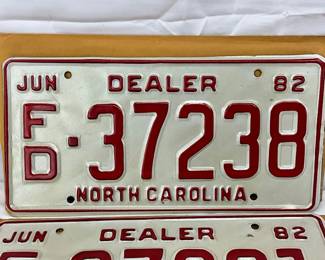 JUN DEALER 82
FD·37238
NORTH CAROLINA
JUN DEALER 82